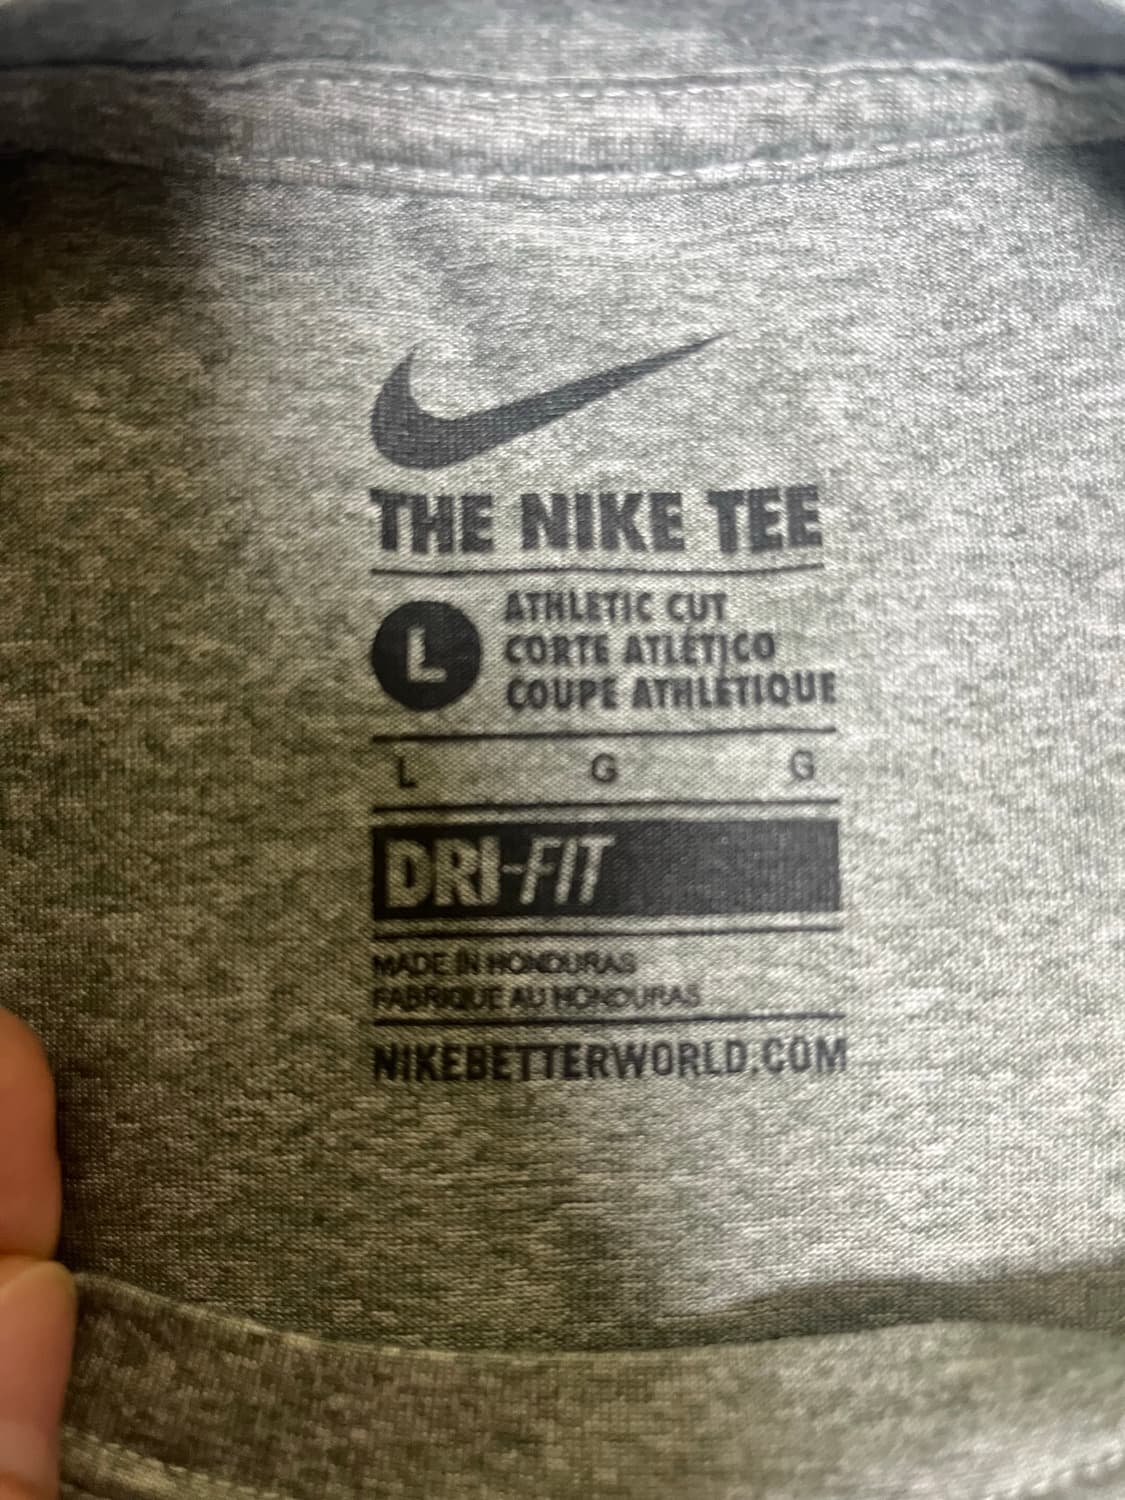 THE NIKE TEE
L
ATHLETIC CUT
CORTE ATLÉTICO
COUPE ATHLÉTIQUE
L G G
DRI-FIT
MADE IN HONDURAS
FABRIQUE AU HONDURAS
NIKEBETTERWORLD.COM